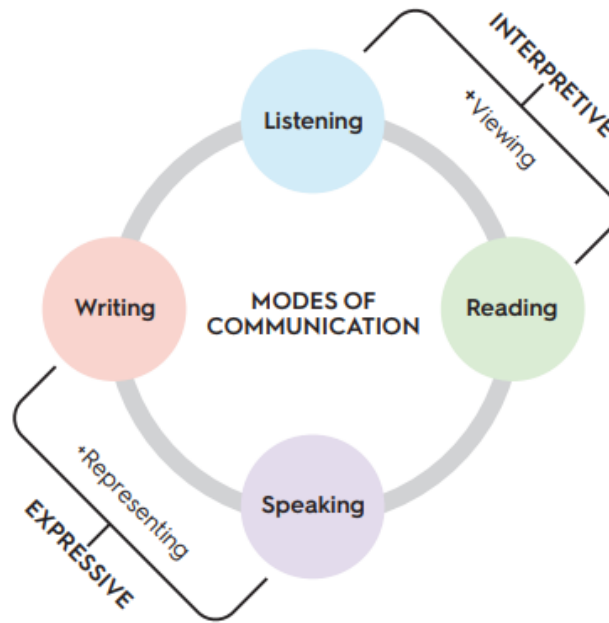 INTERPRETIVE
+Viewing
Listening
Writing
MODES OF
COMMUNICATION
Reading
+Representing
EXPRESSIVE
Speaking